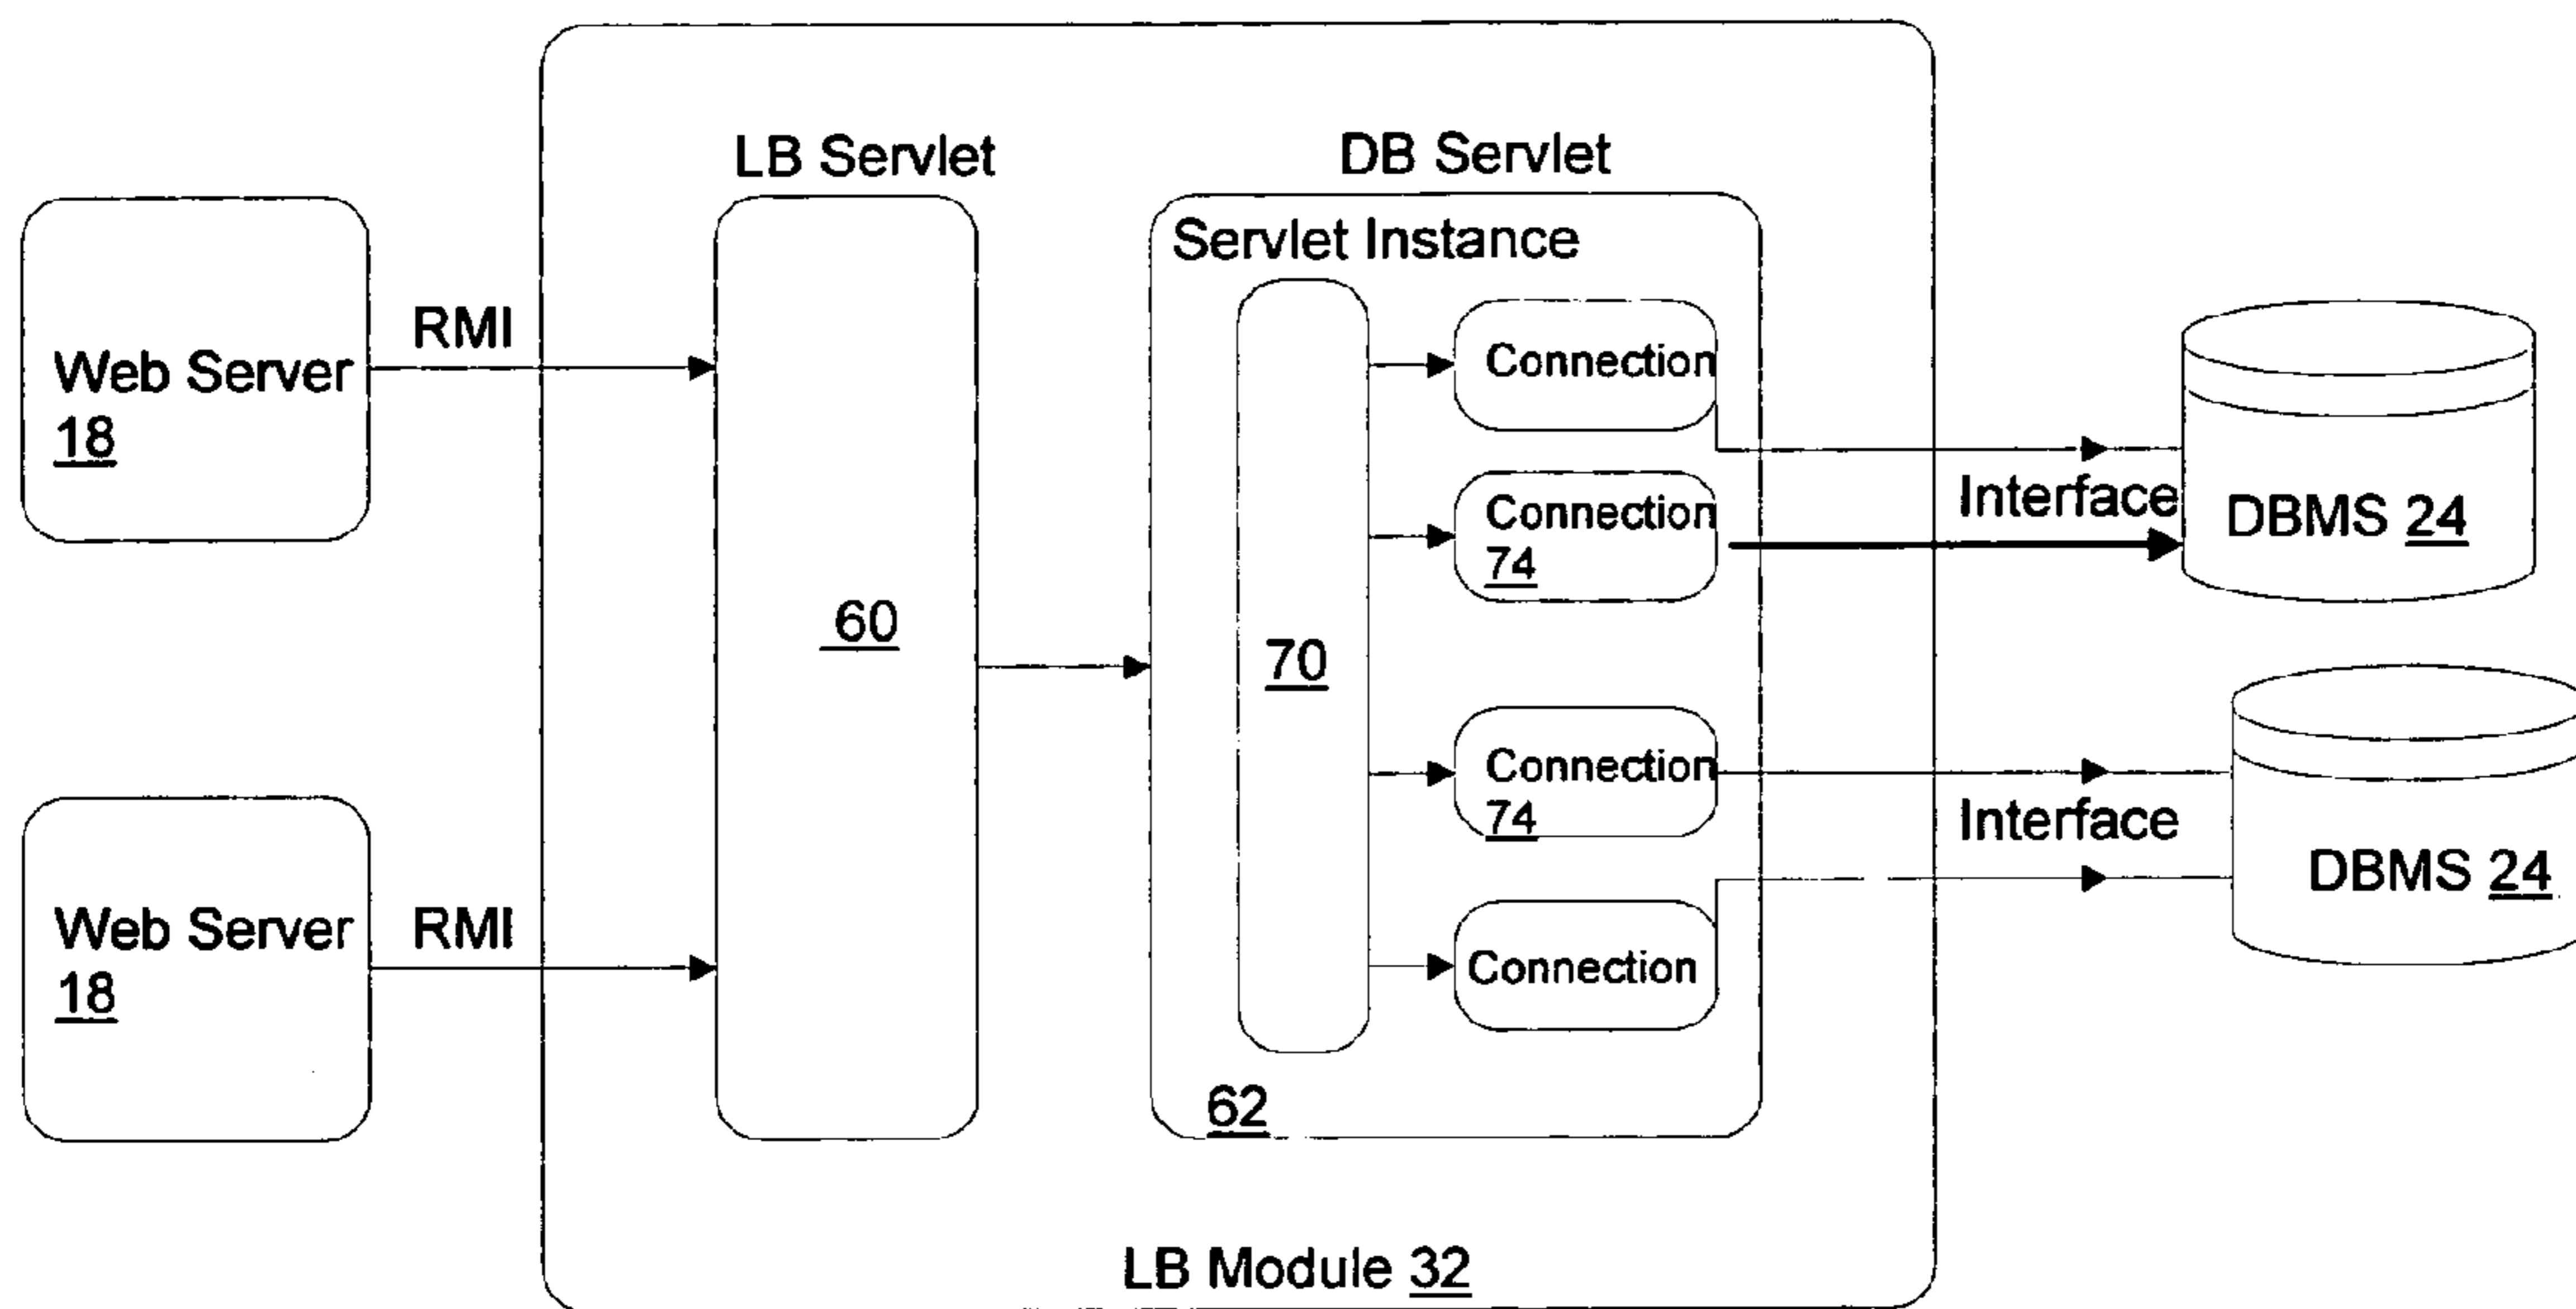 LB Servlet
DB Servlet
Servlet Instance
Web Server
18
RMI
Connection
Connection
74
Interface
DBMS 24
60
70
Connection
74
Interface
DBMS 24
Web Server
18
RMI
Connection
62
LB Module 32